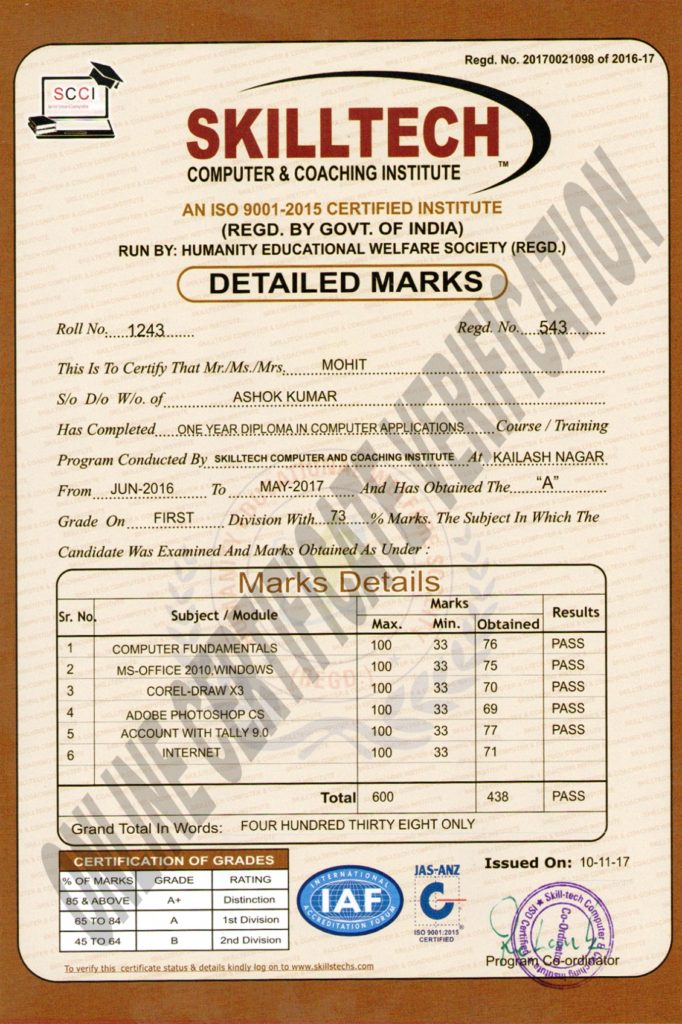 Regd. No. 20170021098 of 2016-17
SCCI
SKILLTECH
TM
COMPUTER & COACHING INSTITUTE
AN ISO 9001-2015 CERTIFIED INSTITUTE
(REGD. BY GOVT. OF INDIA)
RUN BY: HUMANITY EDUCATIONAL WELFARE SOCIETY (REGD.)
DETAILED MARKS
Roll No. 1243 Regd. No. 543
This Is To Certify That Mr./Ms./Mrs. MOHIT
S/o D/o W/o. of ASHOK KUMAR
Has Completed ONE YEAR DIPLOMA IN COMPUTER APPLICATIONS Course / Training
Program Conducted By SKILLTECH COMPUTER AND COACHING INSTITUTE At KAILASH NAGAR
From JUN-2016 To MAY-2017 And Has Obtained The "A"
Grade On FIRST Division With 73 % Marks. The Subject In Which The
Candidate Was Examined And Marks Obtained As Under :
Marks Details
Sr. No. Subject / Module Marks Results
Max. Min. Obtained
1 COMPUTER FUNDAMENTALS 100 33 76 PASS
2 MS-OFFICE 2010,WINDOWS 100 33 75 PASS
3 COREL-DRAW X3 100 33 70 PASS
4 ADOBE PHOTOSHOP CS 100 33 69 PASS
5 ACCOUNT WITH TALLY 9.0 100 33 77 PASS
6 INTERNET 100 33 71
Total 600 438 PASS
Grand Total In Words: FOUR HUNDRED THIRTY EIGHT ONLY
ONLINE CERTIFICATE VERIFICATION
CERTIFICATION OF GRADES
% OF MARKS GRADE RATING
85 & ABOVE A+ Distinction
65 TO 84 A 1st Division
45 TO 64 B 2nd Division
INTERNATIONAL
IAF
ACCREDITATION FORUM
JAS-ANZ
C
ISO 9001:2015
CERTIFIED
Issued On: 10-11-17
Skill-tech Computer & Coaching Institute
ISO Certified
Co-Ordinator
Program Co-ordinator
To verify this certificate status & details kindly log on to www.skillstechs.com